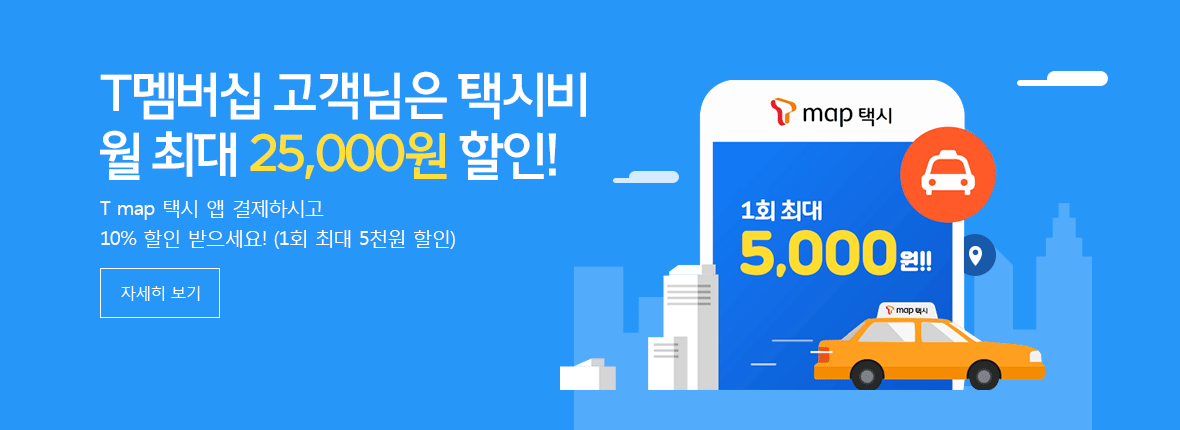 T멤버십 고객님은 택시비
월 최대 25,000원 할인!
T map 택시 앱 결제하시고
10% 할인 받으세요! (1회 최대 5천원 할인)
자세히 보기
T map 택시
1회 최대
5,000원!!
T map 택시